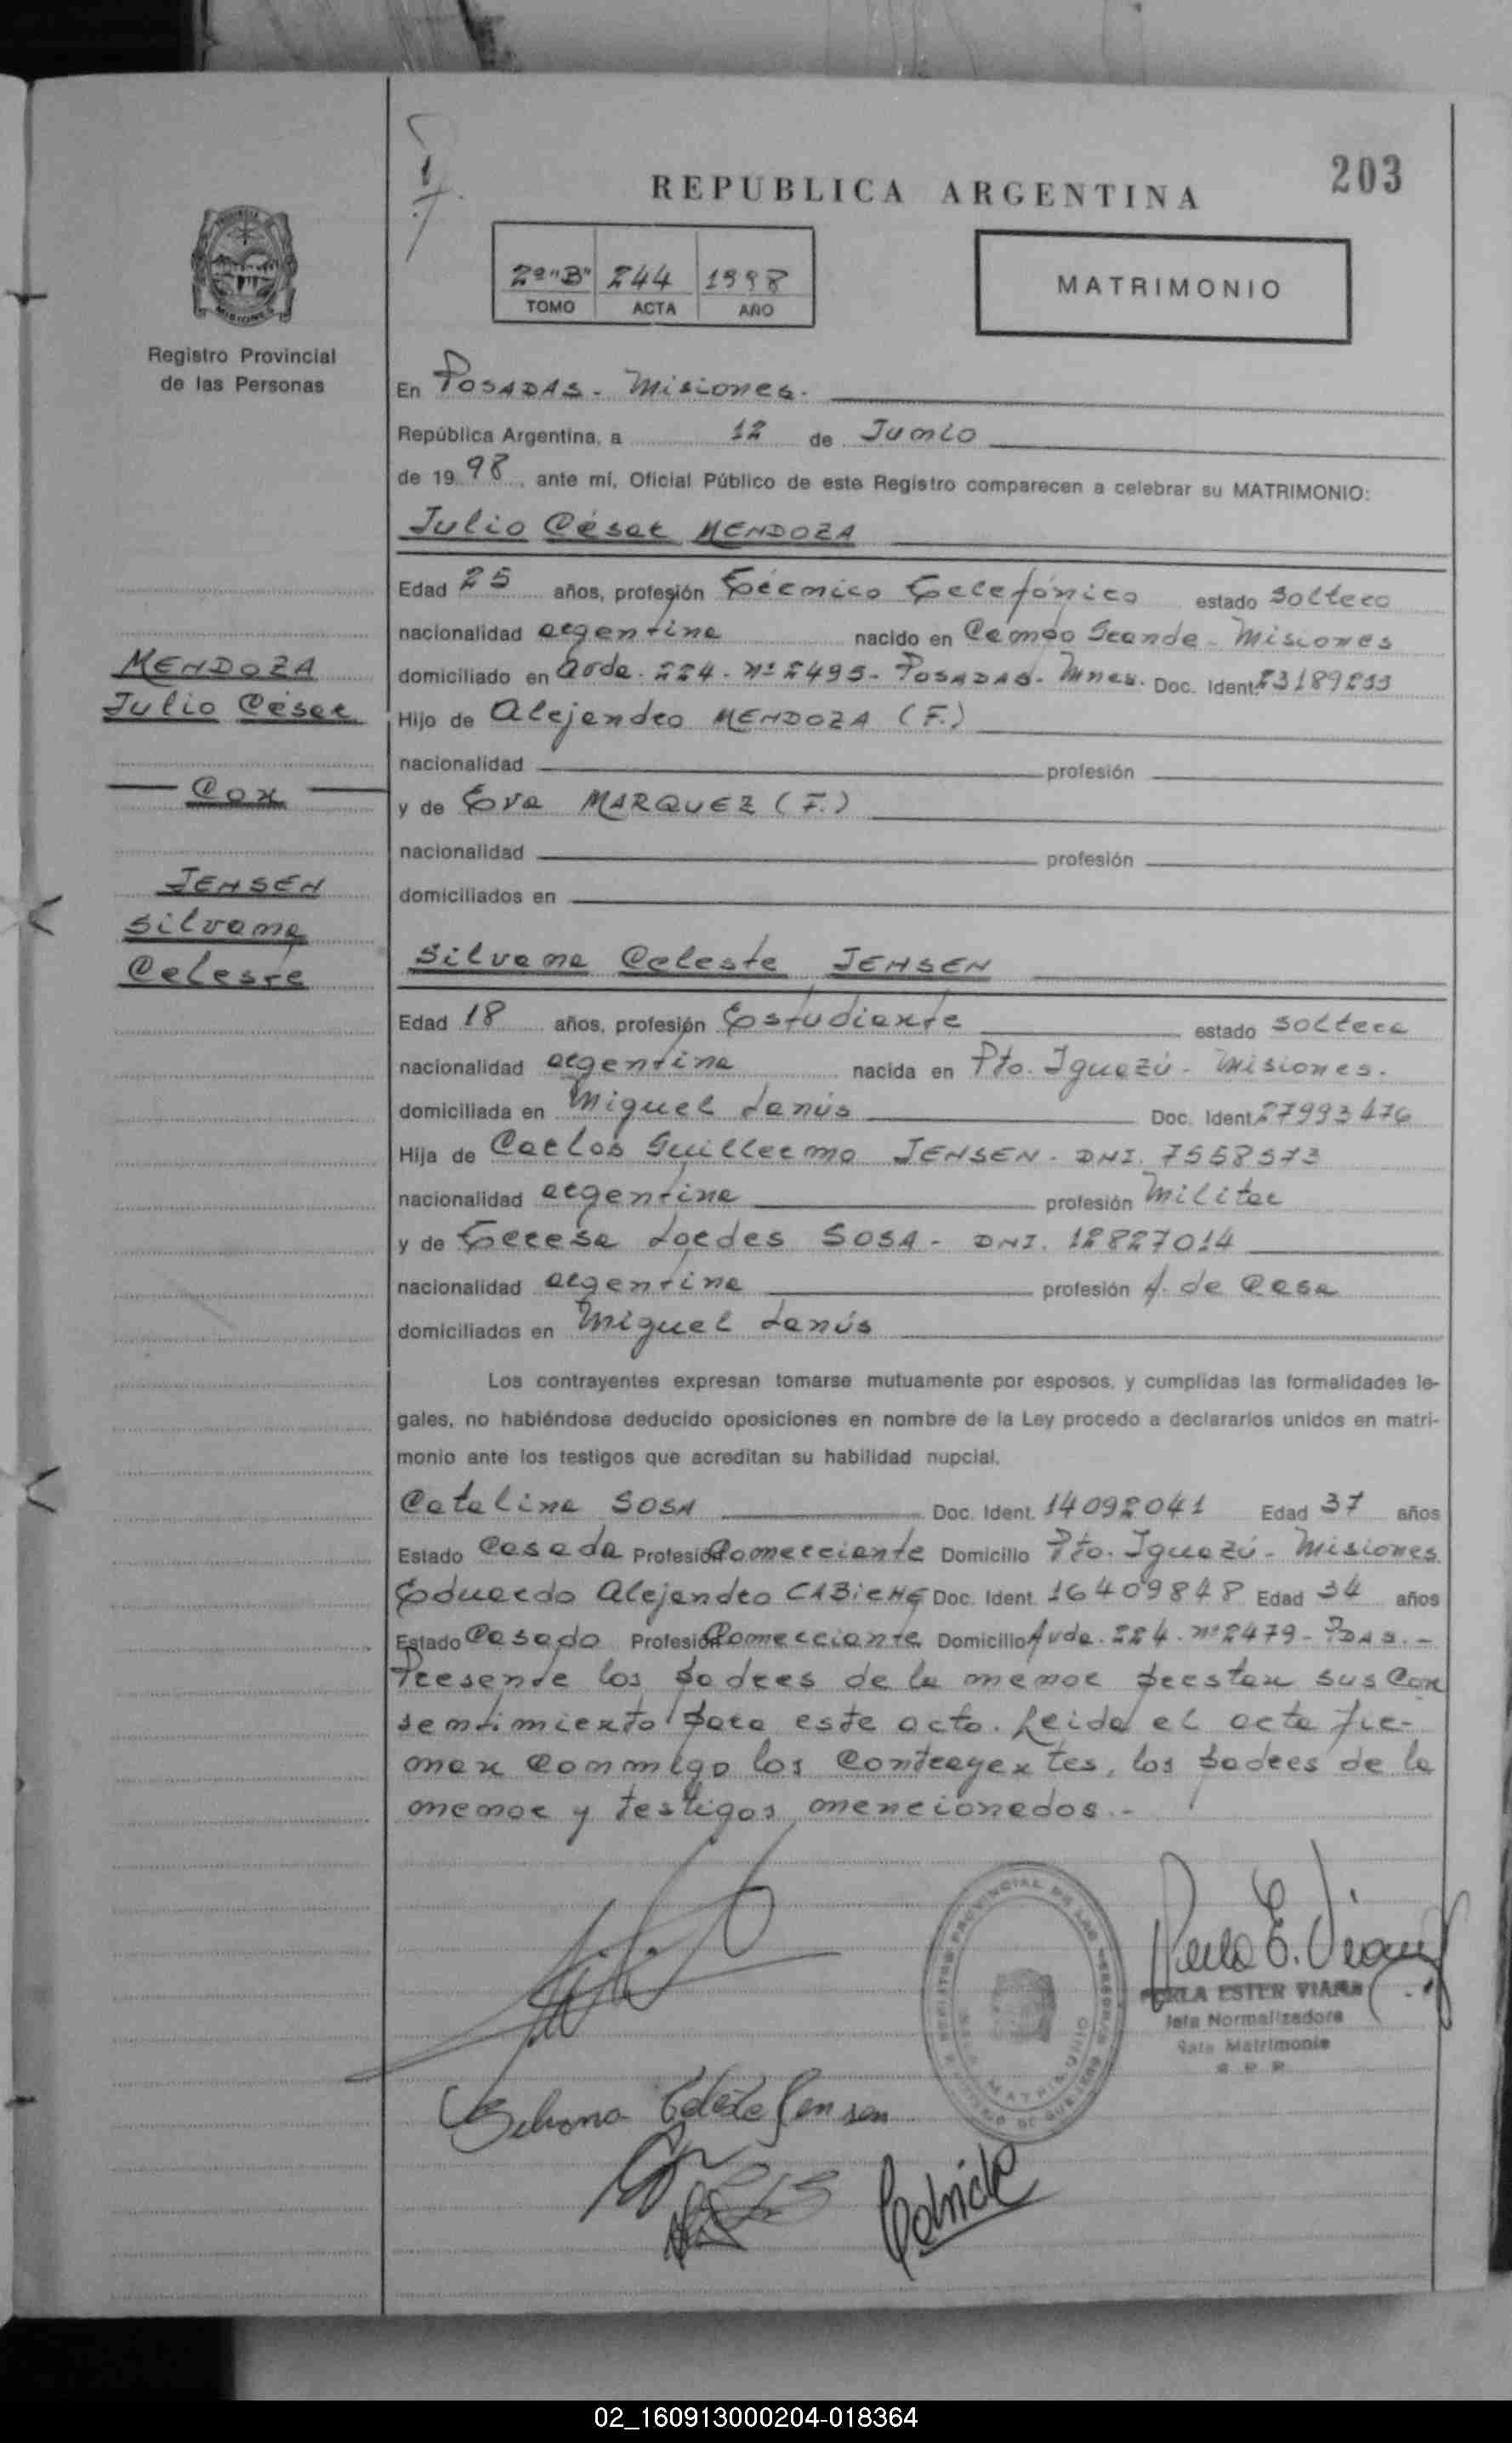 203
REPUBLICA ARGENTINA
2º "B" 244 1998
TOMO ACTA AÑO
MATRIMONIO
MISIONES
Registro Provincial
de las Personas
En POSADAS - Misiones.
República Argentina, a 12 de Junio
de 19 98 ante mí, Oficial Público de este Registro comparecen a celebrar su MATRIMONIO:
Julio César MENDOZA
Edad 25 años, profesión Técnico Telefónico estado soltero
nacionalidad argentina nacido en Campo Grande - Misiones
domiciliado en Avda. 224. Nº 2495 - POSADAS - Mnes. Doc. Ident. 23189255
Hijo de Alejandro MENDOZA (F.)
nacionalidad profesión
y de Eva MARQUEZ (F.)
nacionalidad profesión
domiciliados en
MENDOZA
Julio César
Con
JENSEN
Silvana
Celeste
Silvana Celeste JENSEN
Edad 18 años, profesión Estudiante estado soltera
nacionalidad argentina nacida en Pto. Iguazú - Misiones.
domiciliada en Miguel Lanús Doc. Ident. 27993476
Hija de Carlos Guillermo JENSEN - DNI. 7558573
nacionalidad argentina profesión Militar
y de Teresa Lordes SOSA - DNI. 12827014
nacionalidad argentina profesión A. de Casa
domiciliados en Miguel Lanús
Los contrayentes expresan tomarse mutuamente por esposos, y cumplidas las formalidades le-
gales, no habiéndose deducido oposiciones en nombre de la Ley procedo a declararlos unidos en matri-
monio ante los testigos que acreditan su habilidad nupcial.
Catalina SOSA Doc. Ident. 14092041 Edad 37 años
Estado Casada Profesión Comerciante Domicilio Pto. Iguazú - Misiones
Eduardo Alejandro Doc. Ident. 16409848 Edad 34 años
Estado Casado Profesión Comerciante Domicilio Avda. 224. nº 2479 - PDAS. -
Presente los padres de la menor prestan sus con
sentimiento para este acto. Leida el acta fir-
man conmigo los contrayentes, los padres de la
menor y testigos mencionados. -
Perla E. Viana
PERLA ESTER VIANA
Jefa Normalizadora
Sala Matrimonio
R. P. P.
Silvana Celeste Jensen
02_160913000204-018364